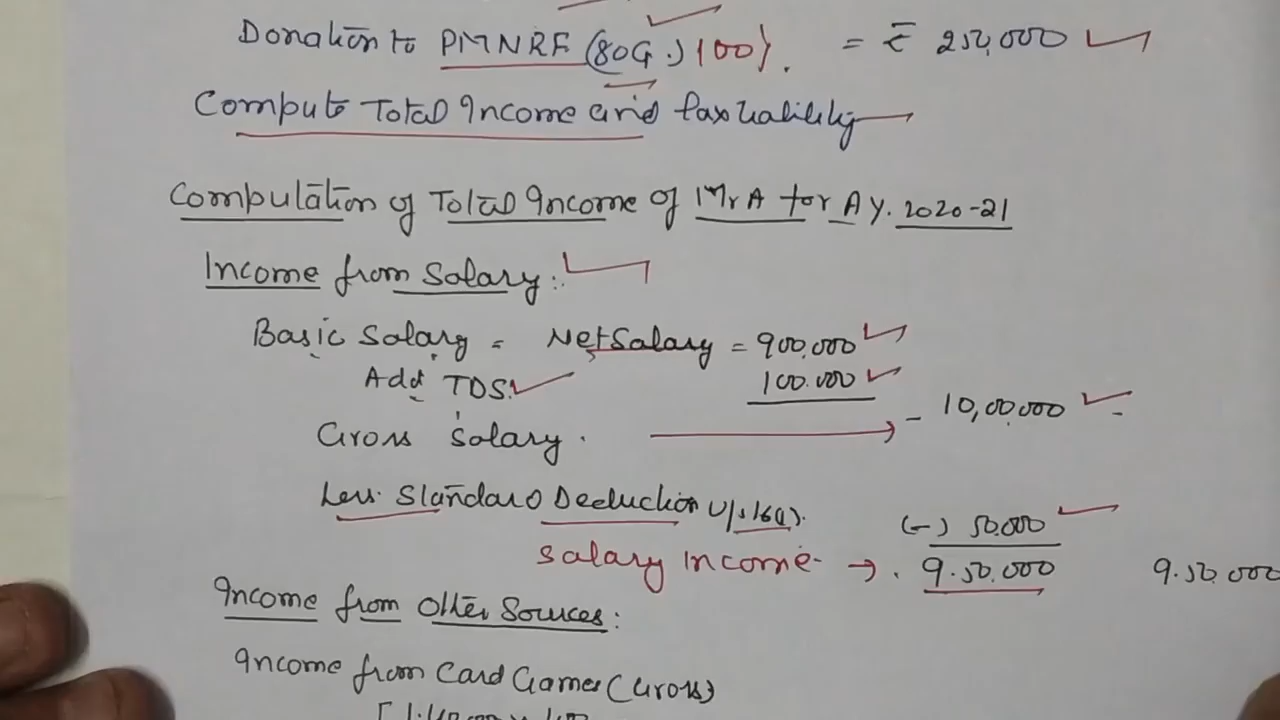 Donation to PMNRF (80G.) 100}. = ₹ 250,000
Compute Total Income and tax liability
Computation of Total Income of Mr A for A Y. 2020-21
Income from Salary:
Basic Salary = Net Salary = 900,000
Add TDS. 100.000
Gross Salary. - 10,00,000
Less. Standard Deduction U/s 16(1). (-) 50.000
Salary Income → . 9.50.000 9.50.000
Income from Other Sources:
Income from Card Games (Gross)